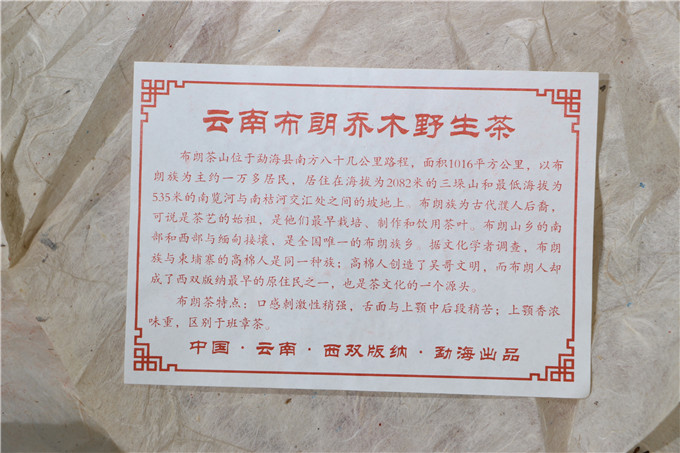 云南布朗乔木野生茶
布朗茶山位于勐海县南方八十几公里路程，面积1016平方公里，以布
朗族为主约一万多居民，居住在海拔为2082米的三垛山和最低海拔为
535米的南览河与南桔河交汇处之间的坡地上。布朗族为古代濮人后裔，
可说是茶艺的始祖，是他们最早栽培、制作和饮用茶叶。布朗山乡的南
部和西部与缅甸接壤，是全国唯一的布朗族乡。据文化学者调查，布朗
族与柬埔寨的高棉人是同一种族；高棉人创造了吴哥文明，而布朗人却
成了西双版纳最早的原住民之一，也是茶文化的一个源头。
布朗茶特点：口感刺激性稍强，舌面与上颚中后段稍苦；上颚香浓
味重，区别于班章茶。
中国·云南·西双版纳·勐海出品